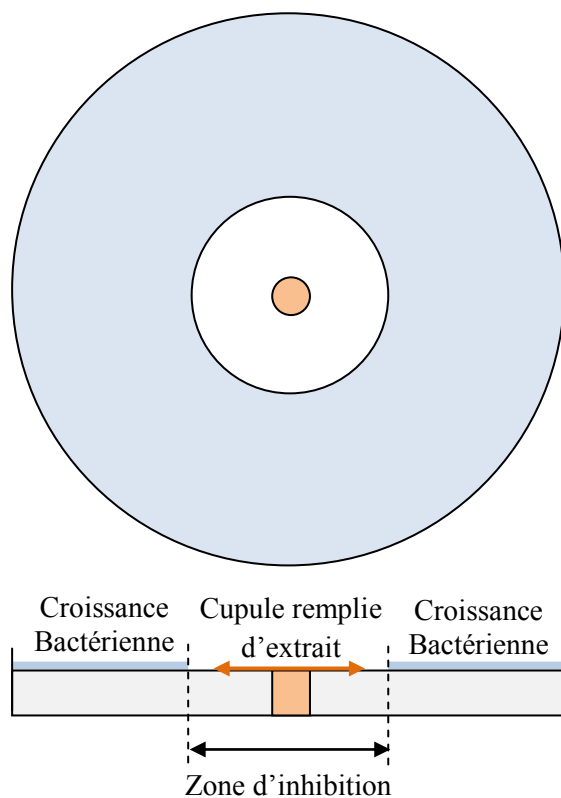 Croissance
Bactérienne
Cupule remplie
d’extrait
Croissance
Bactérienne
Zone d’inhibition